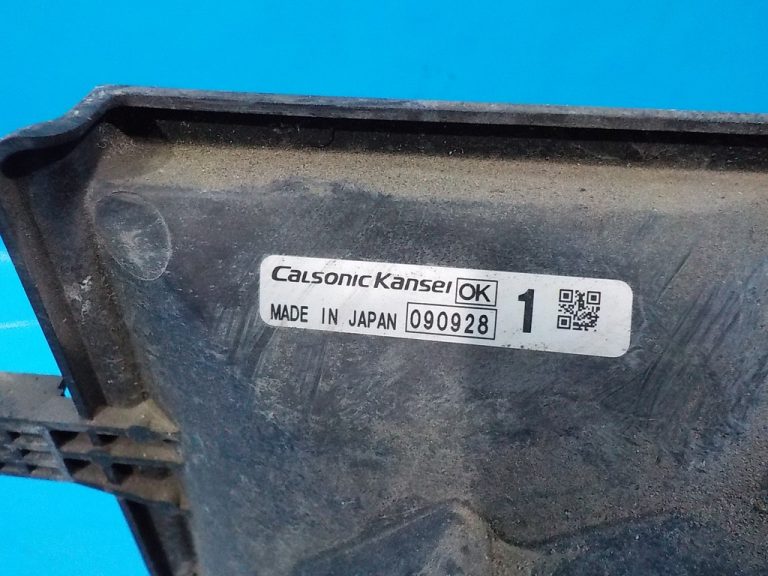 CALSONIC KANSEI OK
MADE IN JAPAN 090928 1